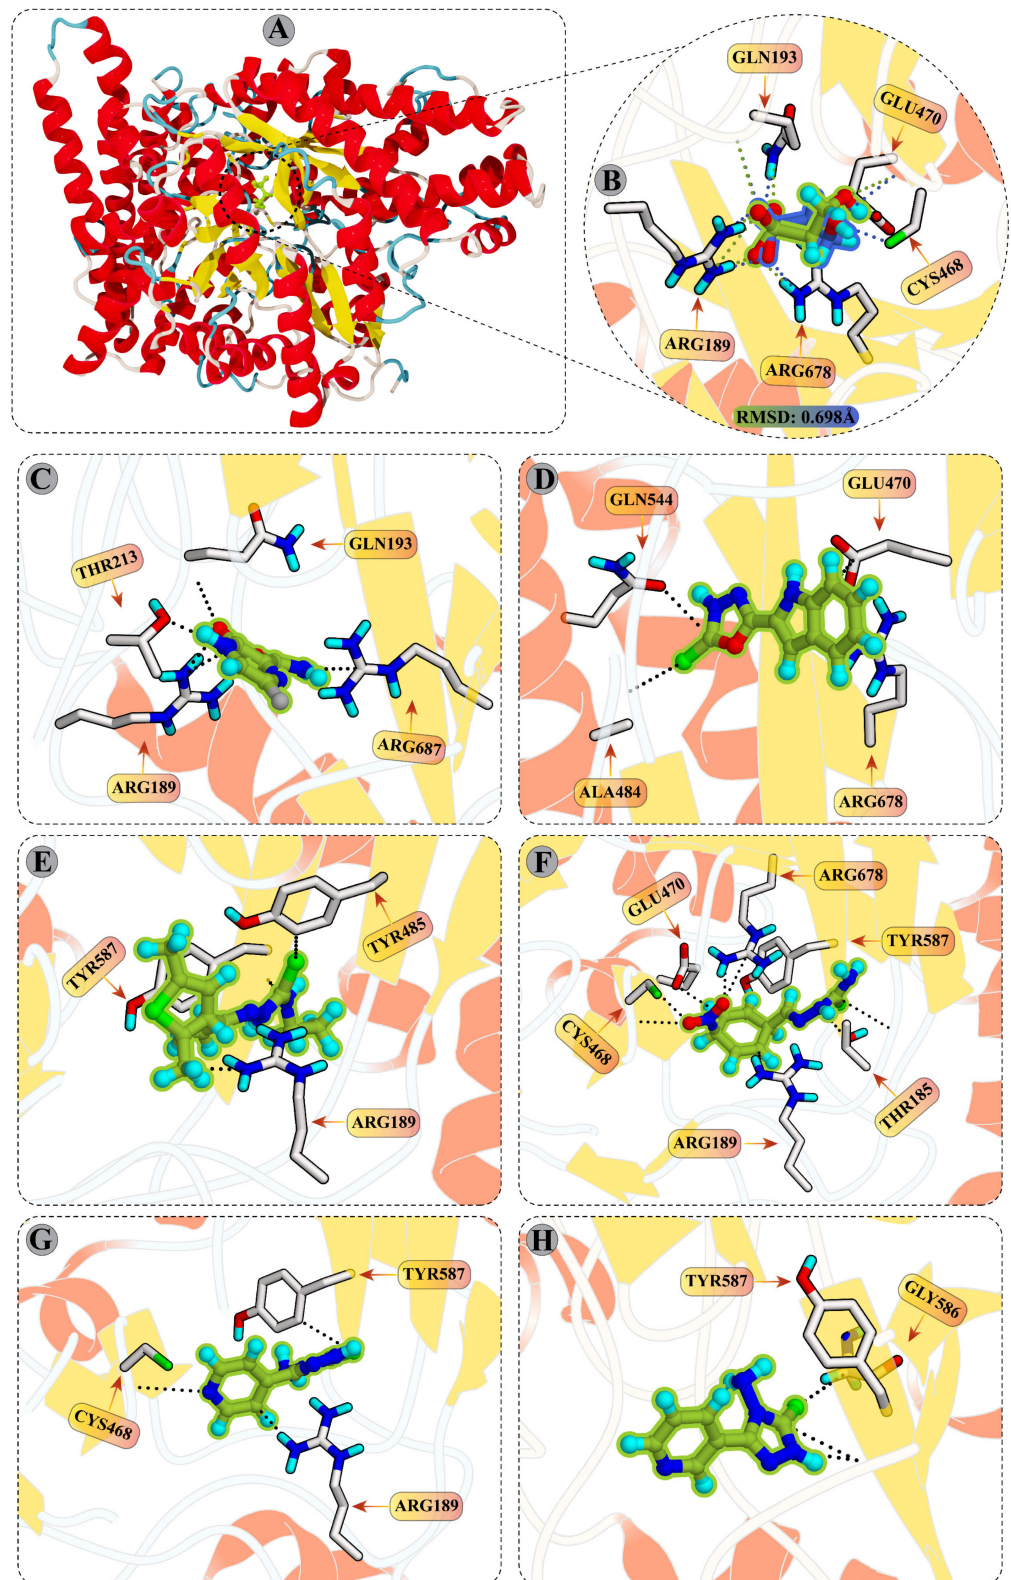 A
B
GLN193
GLU470
CYS468
ARG189
ARG678
RMSD: 0.698Å
C
GLN193
THR213
ARG687
ARG189
D
GLU470
GLN544
ALA484
ARG678
E
TYR485
TYR587
ARG189
F
ARG678
GLU470
TYR587
CYS468
THR185
ARG189
G
TYR587
CYS468
ARG189
H
TYR587
GLY586